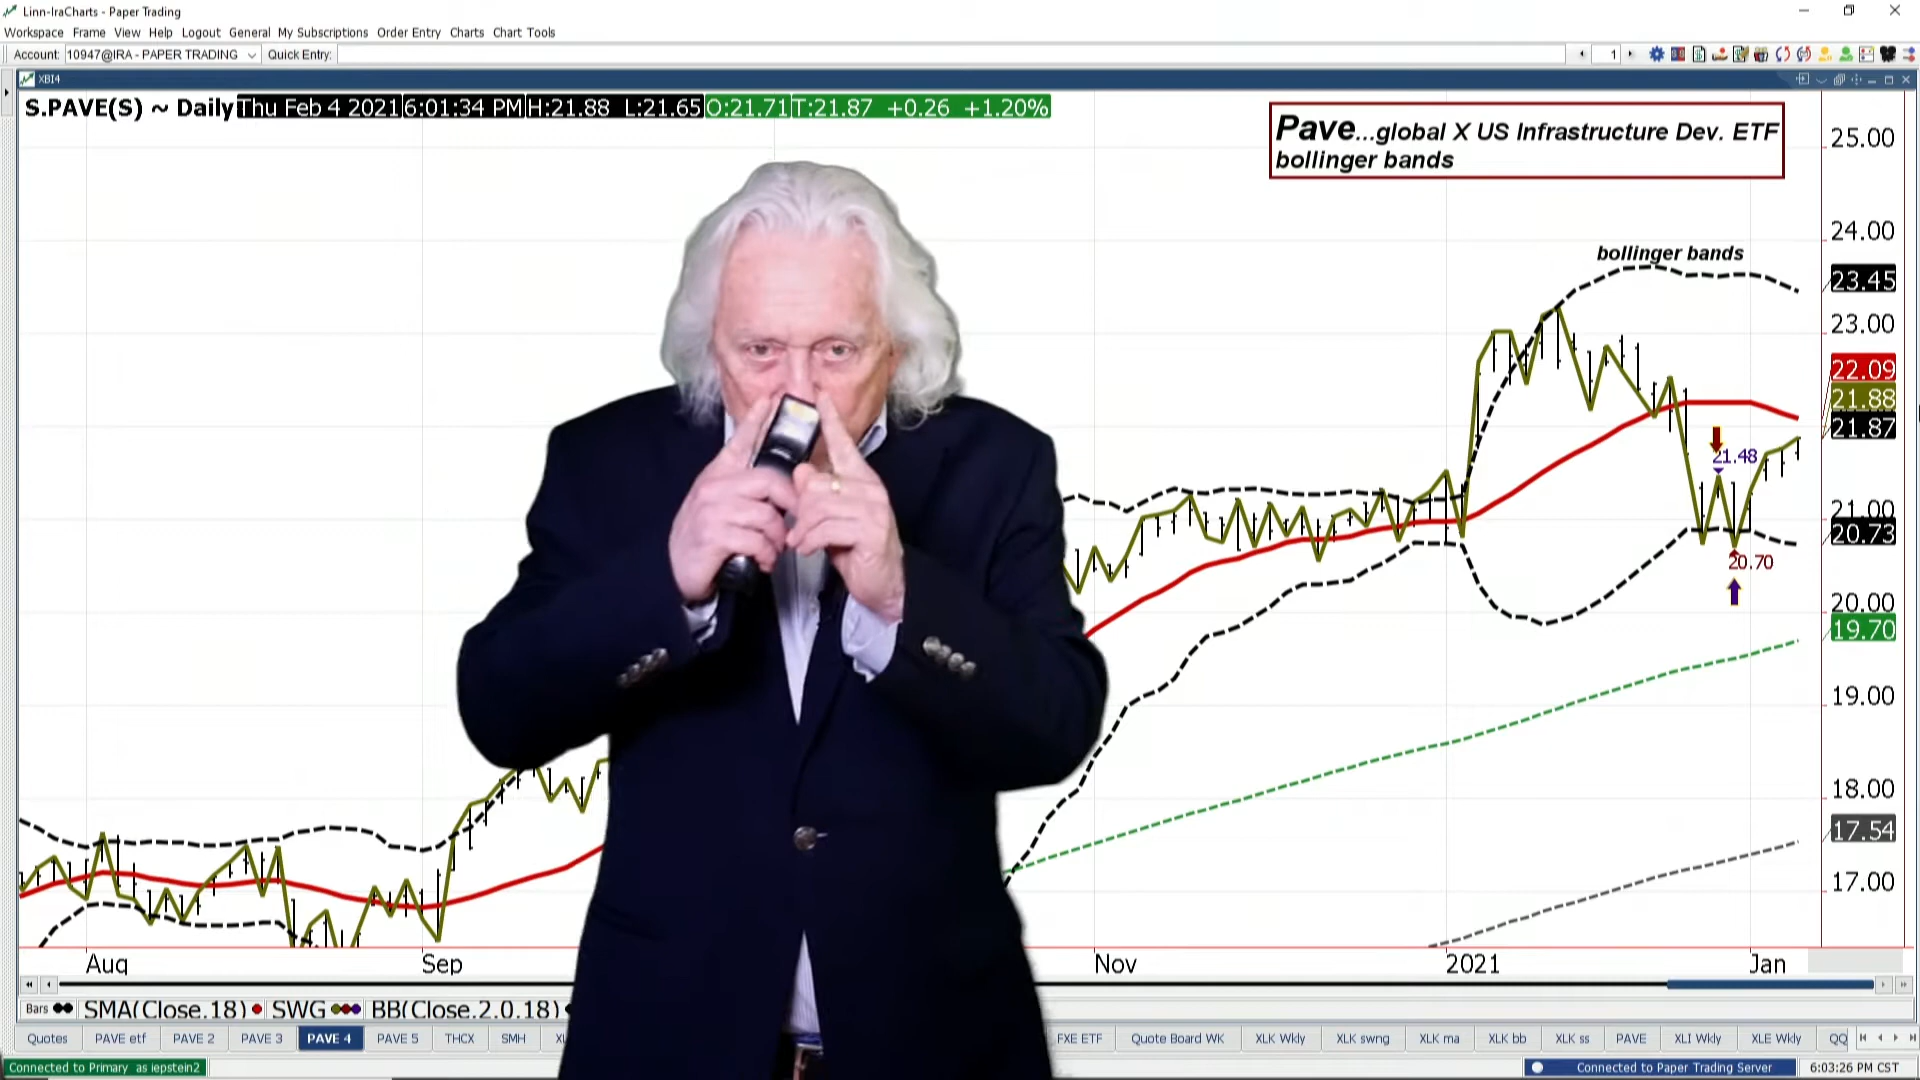 Linn-IraCharts - Paper Trading
Workspace Frame View Help Logout General My Subscriptions Order Entry Charts Chart Tools
Account: 10947@IRA - PAPER TRADING Quick Entry: 1
XBI4
S.PAVE(S) ~ Daily Thu Feb 4 2021 6:01:34 PM H:21.88 L:21.65 O:21.71 T:21.87 +0.26 +1.20%
Pave...global X US Infrastructure Dev. ETF
bollinger bands
25.00
24.00
bollinger bands
23.45
23.00
22.09
21.88
21.87
21.48
21.00
20.73
20.70
20.00
19.70
19.00
18.00
17.54
17.00
Aug Sep Nov 2021 Jan
Bars SMA(Close,18) SWG BB(Close,2.0,18)
Quotes PAVE etf PAVE 2 PAVE 3 PAVE 4 PAVE 5 THCX SMH FXE ETF Quote Board WK XLK Wkly XLK swng XLK ma XLK bb XLK ss PAVE XLI Wkly XLE Wkly QQ
Connected to Primary as iepstein2 Connected to Paper Trading Server 6:03:26 PM CST